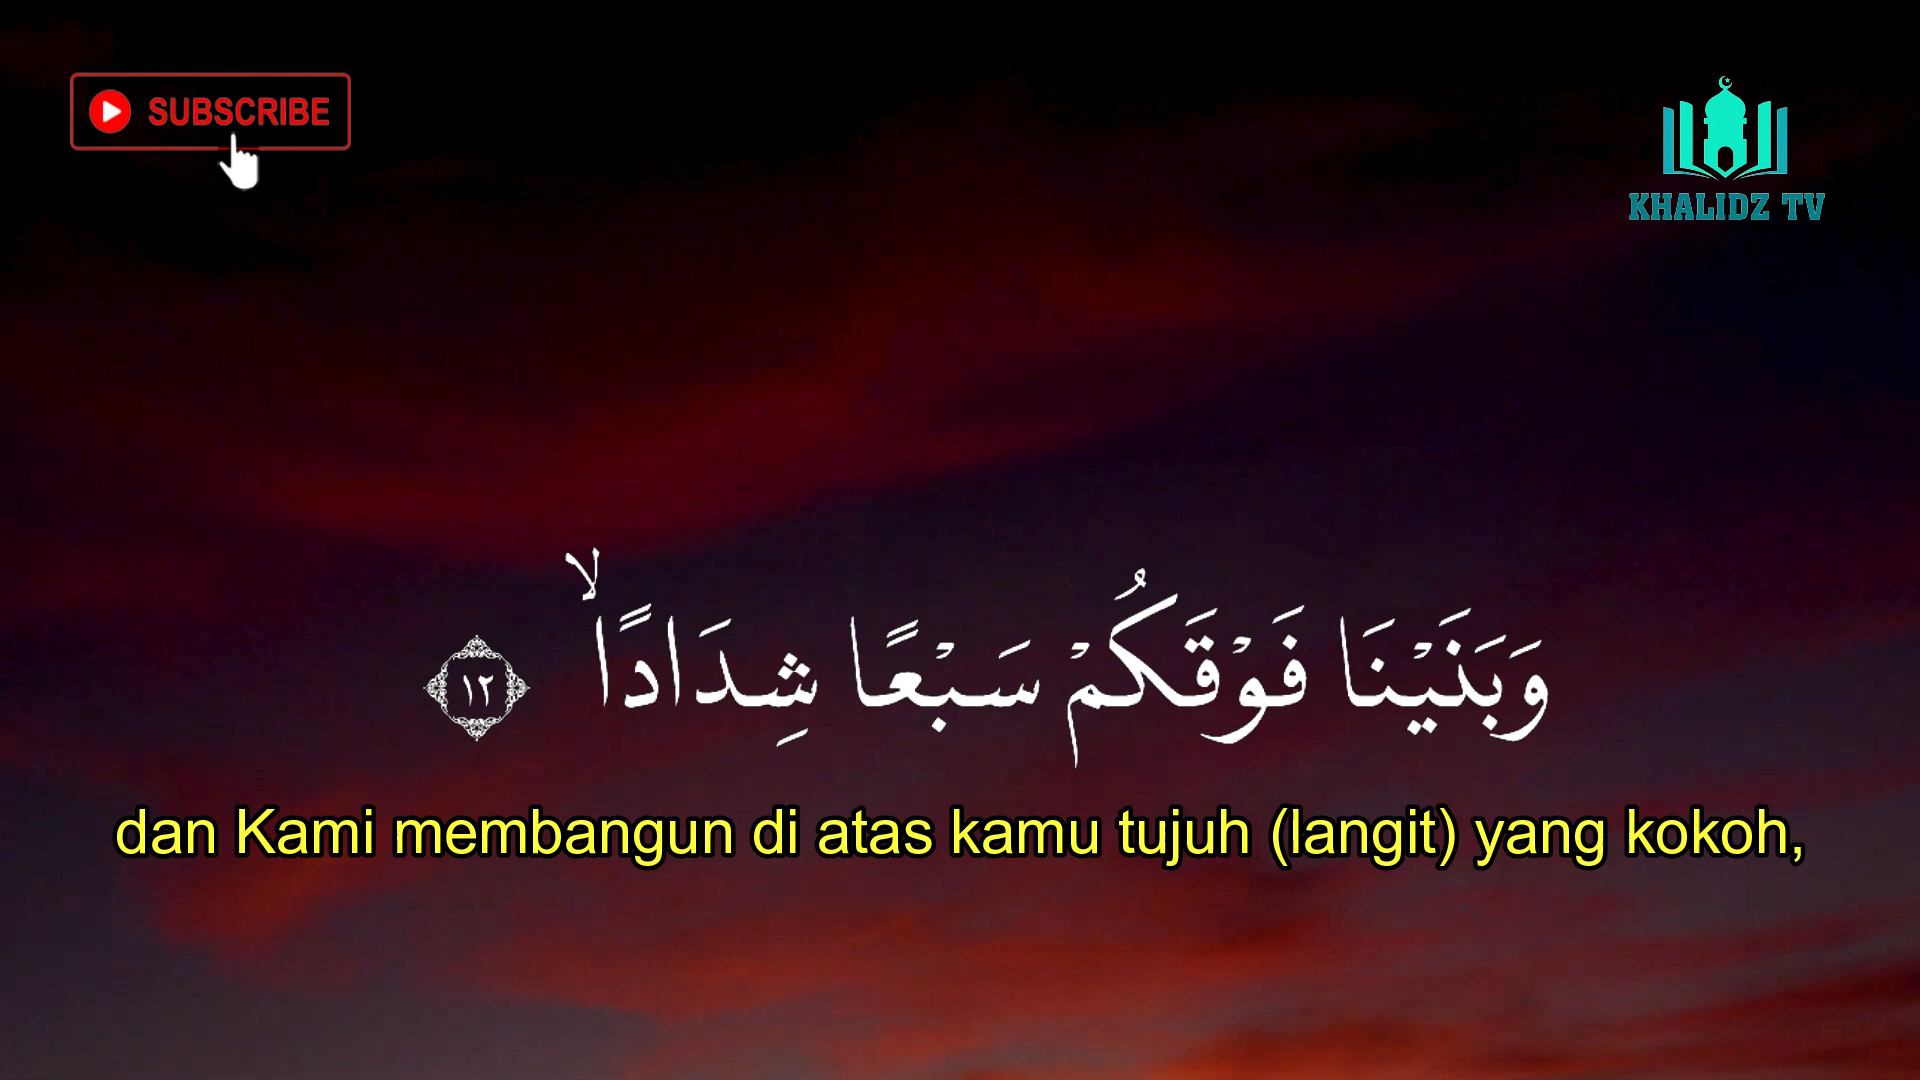 SUBSCRIBE
KHALIDZ TV
وَبَنَيْنَا فَوْقَكُمْ سَبْعًا شِدَادًاۙ ١٢
dan Kami membangun di atas kamu tujuh (langit) yang kokoh,